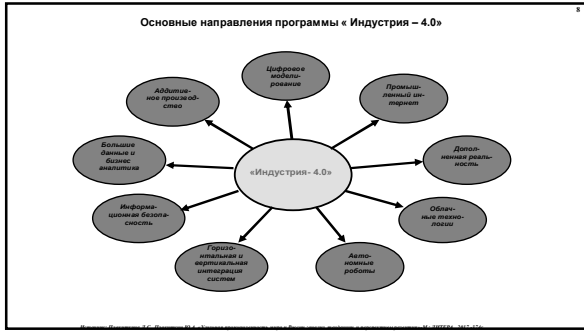 8
Основные направления программы « Индустрия – 4.0»
Цифровое
модели-
рование
Промыш-
ленный ин-
тернет
Допол-
ненная реаль-
ность
Облач-
ные техно-
логии
Авто-
номные
роботы
Горизо-
нтальная и
вертикальная
интеграция
систем
Информа-
ционная безопа-
сность
Большие
данные и
бизнес
аналитика
Аддитив-
ное производ-
ство
«Индустрия- 4.0»